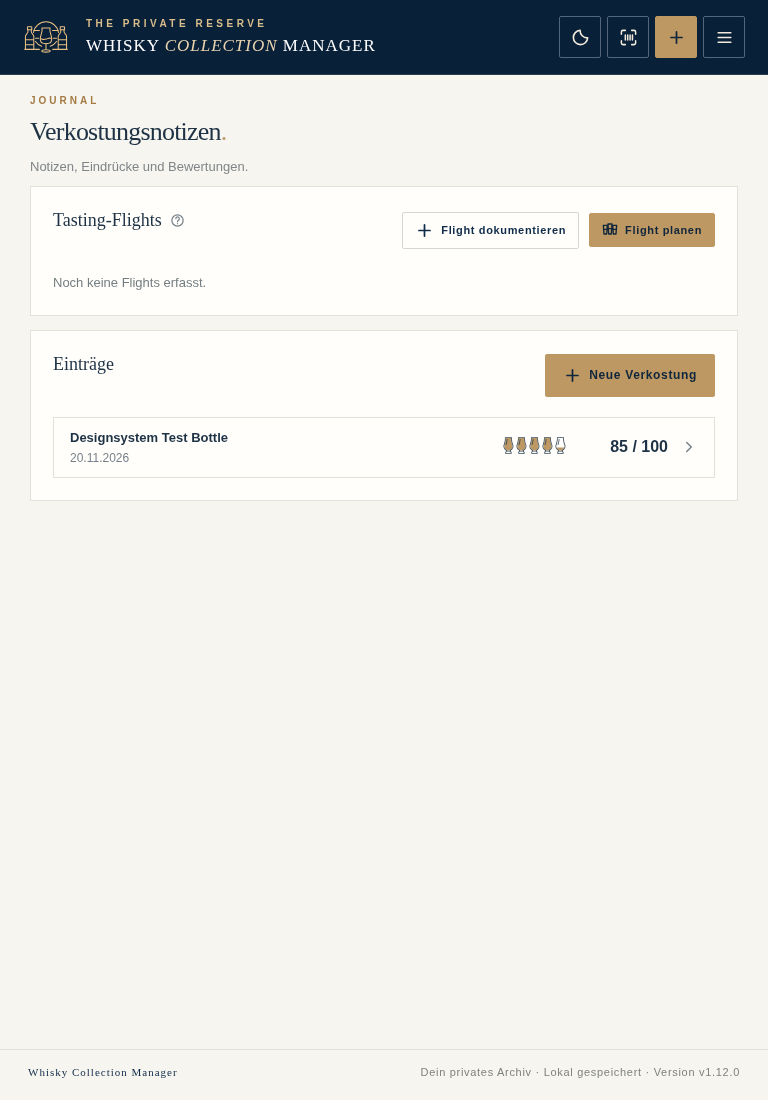 THE PRIVATE RESERVE
WHISKY COLLECTION MANAGER
JOURNAL
Verkostungsnotizen.
Notizen, Eindrücke und Bewertungen.
Tasting-Flights
Flight dokumentieren
Flight planen
Noch keine Flights erfasst.
Einträge
Neue Verkostung
Designsystem Test Bottle
20.11.2026
85 / 100
Whisky Collection Manager
Dein privates Archiv · Lokal gespeichert · Version v1.12.0